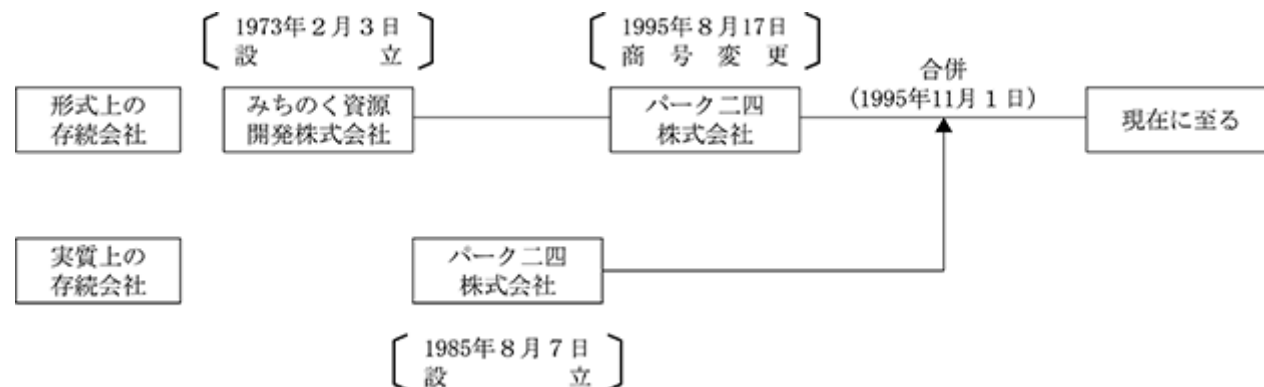 1973年２月３日
設立
1995年８月17日
商号変更
合併
（1995年11月１日）
形式上の
存続会社
みちのく資源
開発株式会社
パーク二四
株式会社
現在に至る
実質上の
存続会社
パーク二四
株式会社
1985年８月７日
設立